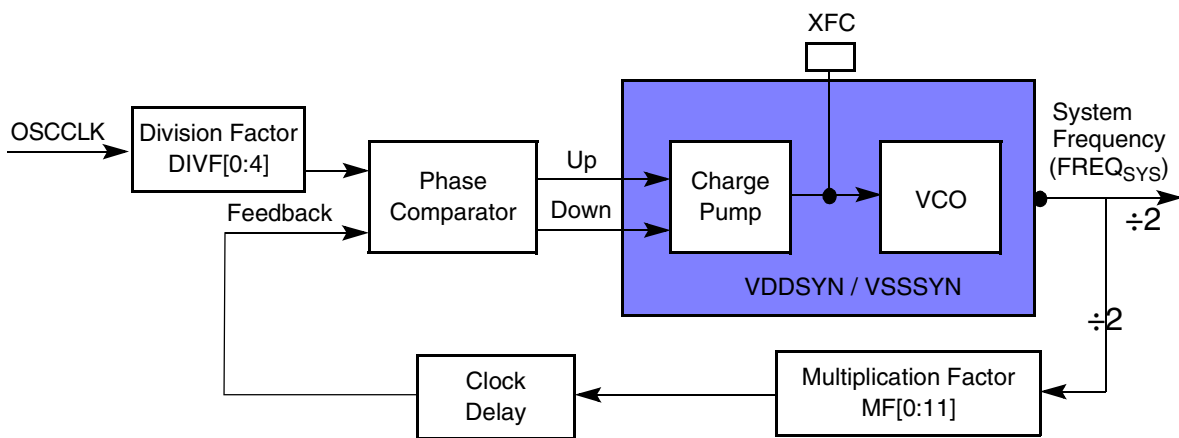 XFC
OSCCLK
Division Factor
DIVF[0:4]
Phase
Comparator
Up
Down
Charge
Pump
VCO
VDDSYN / VSSSYN
System
Frequency
(FREQSYS)
÷2
÷2
Feedback
Clock
Delay
Multiplication Factor
MF[0:11]